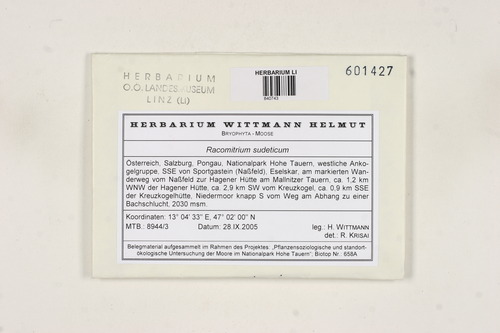 HERBARIUM
O.Ö. LANDESMUSEUM
LINZ (LI)
HERBARIUM LI
601427
HERBARIUM WITTMANN HELMUT
BRYOPHYTA - MOOSE
Racomitrium sudeticum
Österreich, Salzburg, Pongau, Nationalpark Hohe Tauern, westliche Anko-
gelgruppe, SSE von Sportgastein (Naßfeld), Eselskar, am markierten Wan-
derweg vom Naßfeld zur Hagener Hütte am Mallnitzer Tauern, ca. 1,2 km
WNW der Hagener Hütte, ca. 2,9 km SW vom Kreuzkogel, ca. 0,9 km SSE
der Kreuzkogelhütte, Niedermoor knapp S vom Weg am Abhang zu einer
Bachschlucht, 2030 msm.
Koordinaten: 13° 04' 33'' E, 47° 02' 00'' N
MTB.: 8944/3 Datum: 28.IX.2005 leg.: H. WITTMANN
det.: R. KRISAI
Belegmaterial aufgesammelt im Rahmen des Projektes: „Pflanzensoziologische und standort-
ökologische Untersuchung der Moore im Nationalpark Hohe Tauern“; Biotop Nr.: 658A